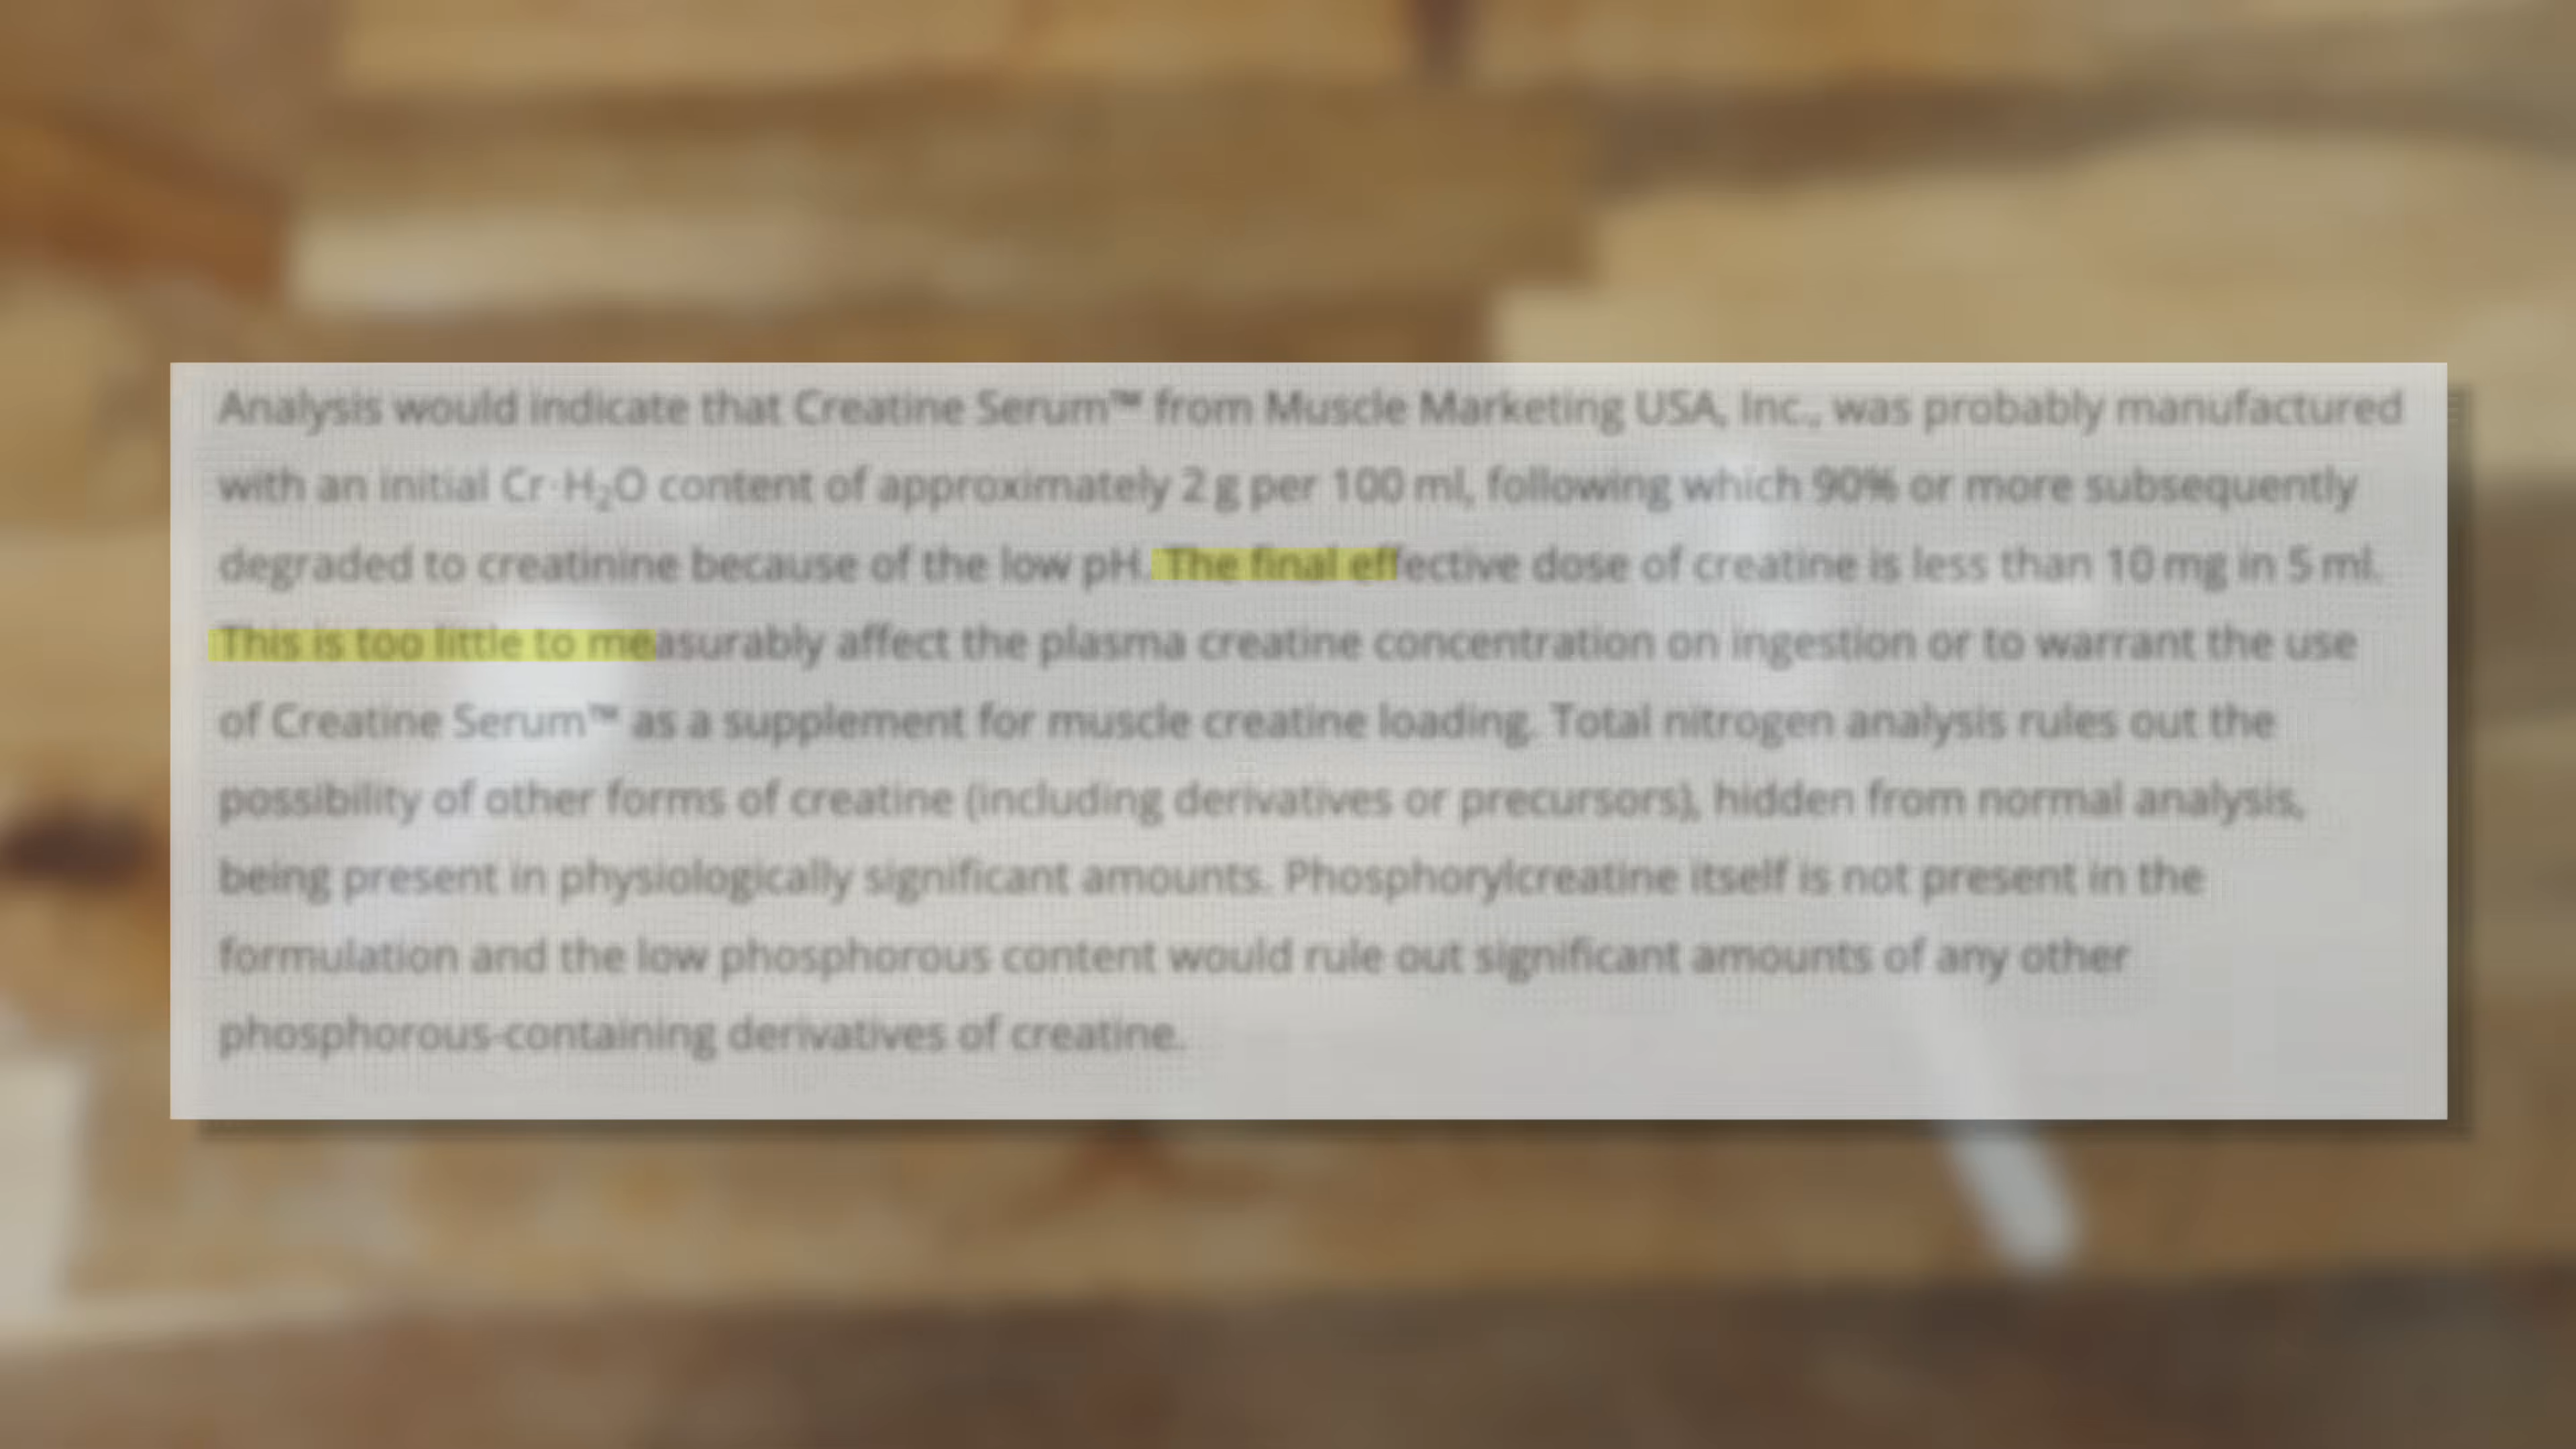 Analysis would indicate that Creatine Serum™ from Muscle Marketing USA, Inc., was probably manufactured
with an initial Cr·H₂O content of approximately 2 g per 100 ml, following which 90% or more subsequently
degraded to creatinine because of the low pH. The final effective dose of creatine is less than 10 mg in 5 ml.
This is too little to measurably affect the plasma creatine concentration on ingestion or to warrant the use
of Creatine Serum™ as a supplement for muscle creatine loading. Total nitrogen analysis rules out the
possibility of other forms of creatine (including derivatives or precursors), hidden from normal analysis,
being present in physiologically significant amounts. Phosphorylcreatine itself is not present in the
formulation and the low phosphorous content would rule out significant amounts of any other
phosphorous-containing derivatives of creatine.